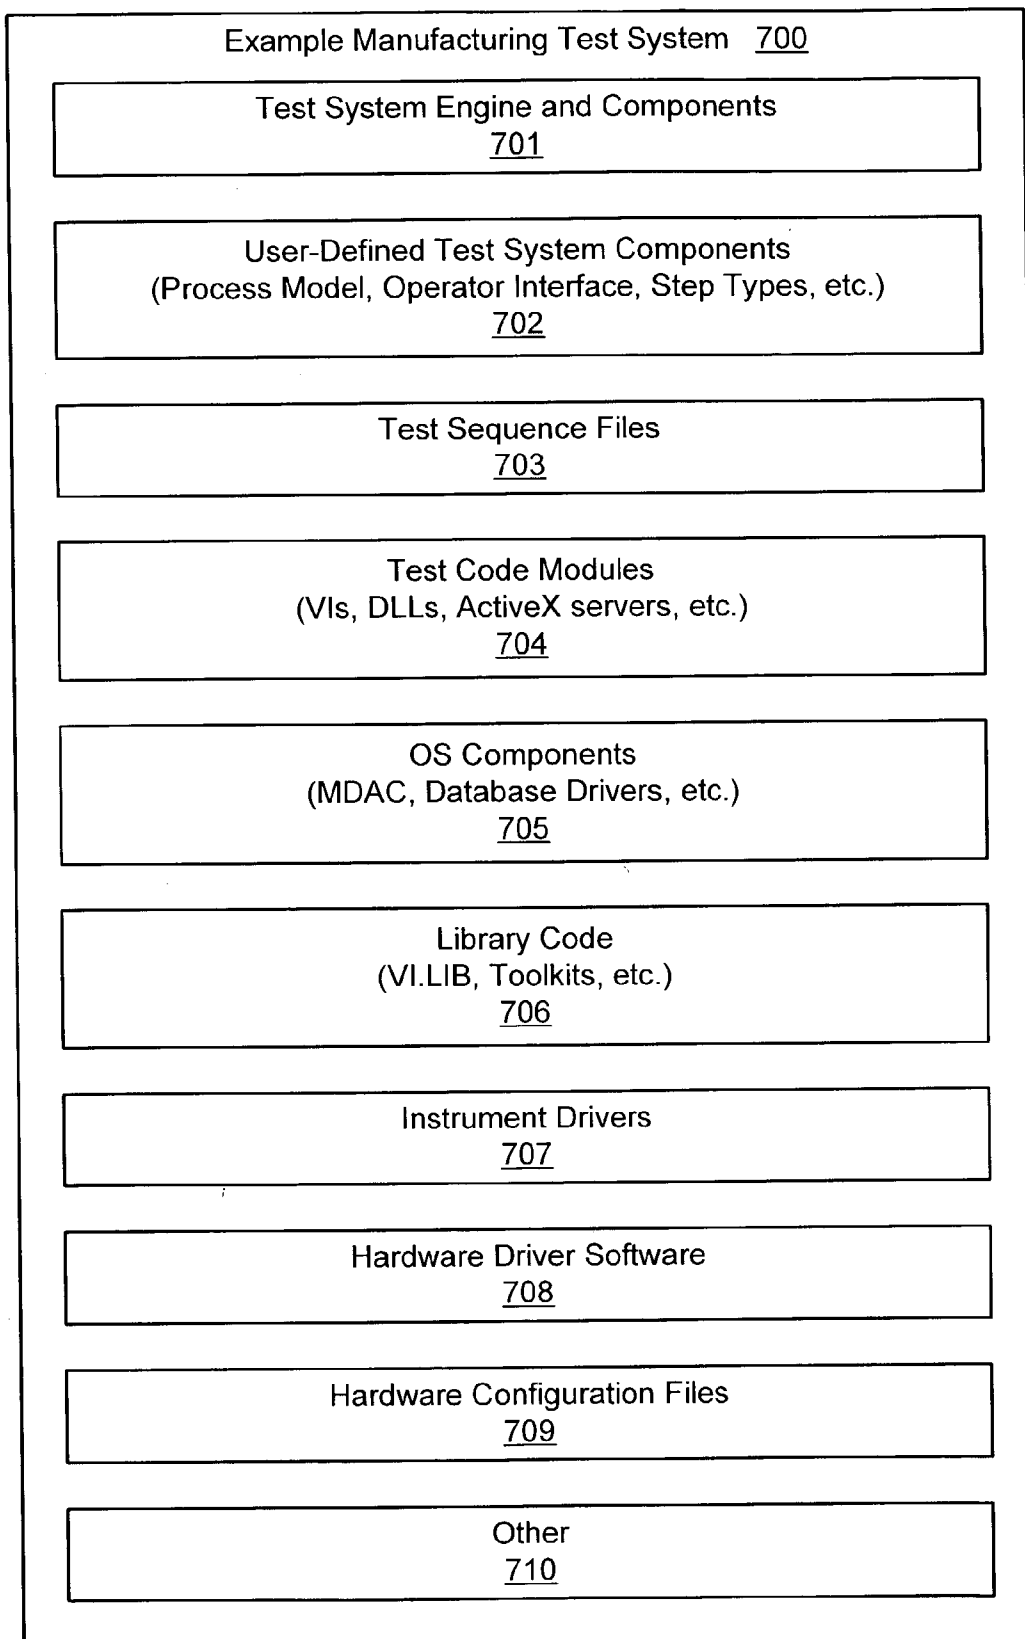 Example Manufacturing Test System 700
Test System Engine and Components
701
User-Defined Test System Components
(Process Model, Operator Interface, Step Types, etc.)
702
Test Sequence Files
703
Test Code Modules
(VIs, DLLs, ActiveX servers, etc.)
704
OS Components
(MDAC, Database Drivers, etc.)
705
Library Code
(VI.LIB, Toolkits, etc.)
706
Instrument Drivers
707
Hardware Driver Software
708
Hardware Configuration Files
709
Other
710